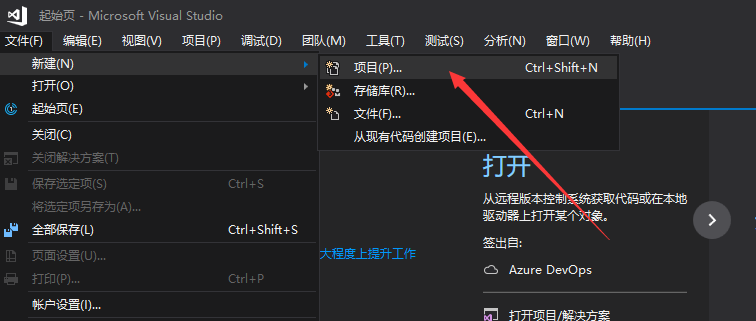 起始页 - Microsoft Visual Studio
文件(F) 编辑(E) 视图(V) 项目(P) 调试(D) 团队(M) 工具(T) 测试(S) 分析(N) 窗口(W) 帮助(H)
新建(N)
项目(P)... Ctrl+Shift+N
打开(O)
存储库(R)...
起始页(E)
文件(F)... Ctrl+N
关闭(C)
从现有代码创建项目(E)...
关闭解决方案(T)
打开
保存选定项(S) Ctrl+S
从远程版本控制系统获取代码或在本地
驱动器上打开某个对象。
将选定项另存为(A)...
全部保存(L) Ctrl+Shift+S
签出自:
页面设置(U)...
大程度上提升工作
Azure DevOps
打印(P)... Ctrl+P
帐户设置(I)...
打开项目/解决方案